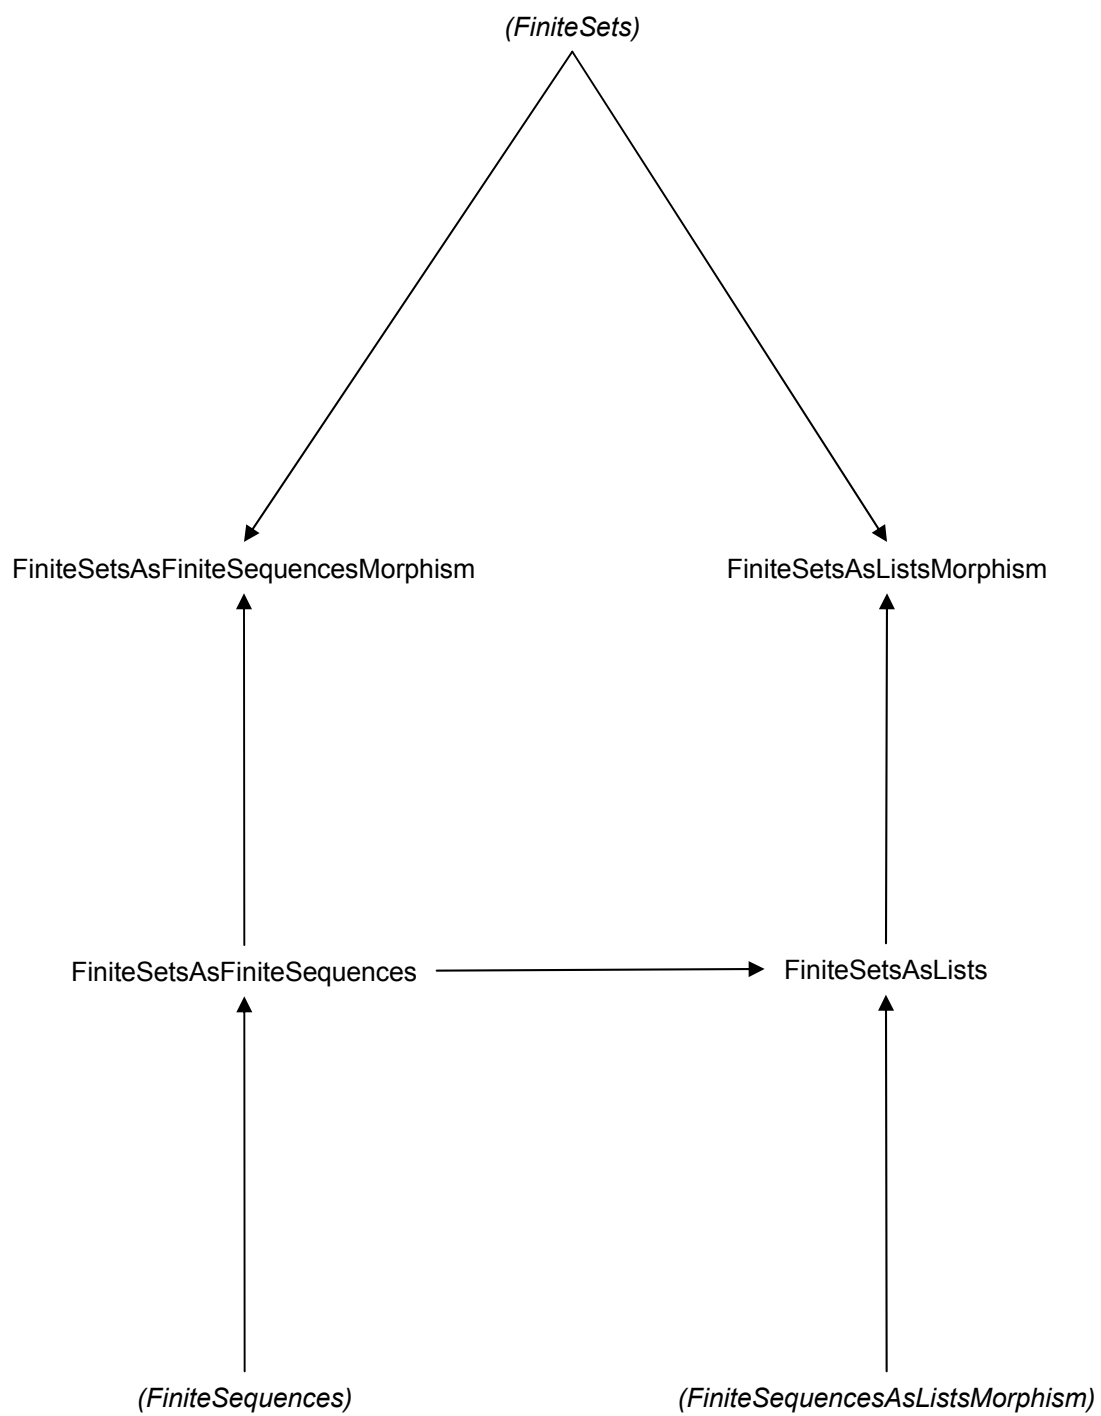 (FiniteSets)
FiniteSetsAsFiniteSequencesMorphism
FiniteSetsAsListsMorphism
FiniteSetsAsFiniteSequences
FiniteSetsAsLists
(FiniteSequences)
(FiniteSequencesAsListsMorphism)